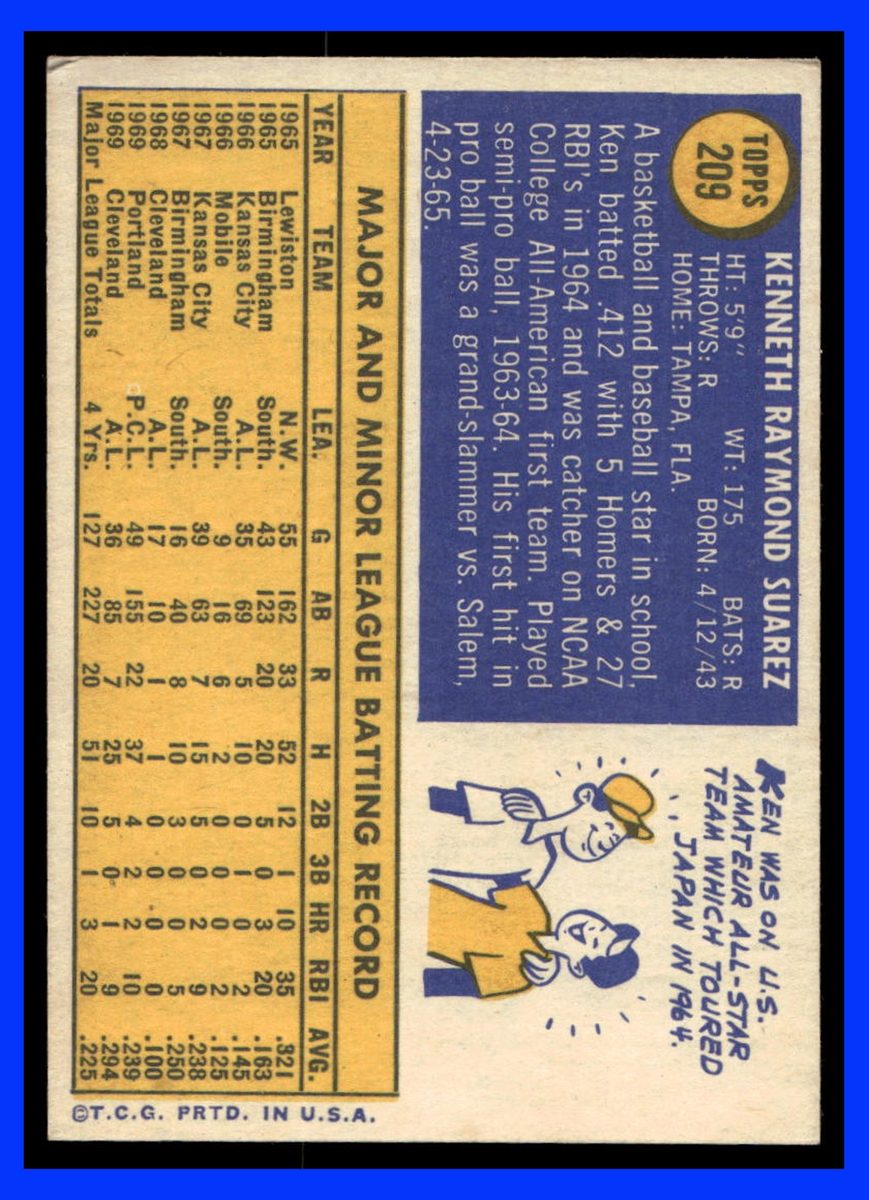 TOPPS
209
KENNETH RAYMOND SUAREZ
HT: 5'9" WT: 175 BATS: R
THROWS: R BORN: 4/12/43
HOME: TAMPA, FLA.
A basketball and baseball star in school,
Ken batted .412 with 5 Homers & 27
RBI's in 1964 and was catcher on NCAA
College All-American first team. Played
semi-pro ball, 1963-64. His first hit in
pro ball was a grand-slammer vs. Salem,
4-23-65.
KEN WAS ON U.S.
AMATEUR ALL-STAR
TEAM WHICH TOURED
JAPAN IN 1964.
MAJOR AND MINOR LEAGUE BATTING RECORD
YEAR TEAM LEA. G AB R H 2B 3B HR RBI AVG.
1965 Lewiston N.W. 55 162 33 52 12 1 10 35 .321
1965 Birmingham South. 43 123 20 20 5 0 3 20 .163
1966 Kansas City A.L. 35 69 5 10 0 1 0 2 .145
1966 Mobile South. 9 16 6 2 0 0 0 2 .125
1967 Kansas City A.L. 39 63 7 15 5 0 2 9 .238
1967 Birmingham South. 16 40 8 10 3 0 0 5 .250
1968 Cleveland A.L. 17 10 1 1 0 0 0 0 .100
1969 Portland P.C.L. 49 155 22 37 4 2 2 10 .239
1969 Cleveland A.L. 36 85 7 25 5 0 1 9 .294
Major League Totals 4 Yrs. 127 227 20 51 10 1 3 20 .225
©T.C.G. PRTD. IN U.S.A.